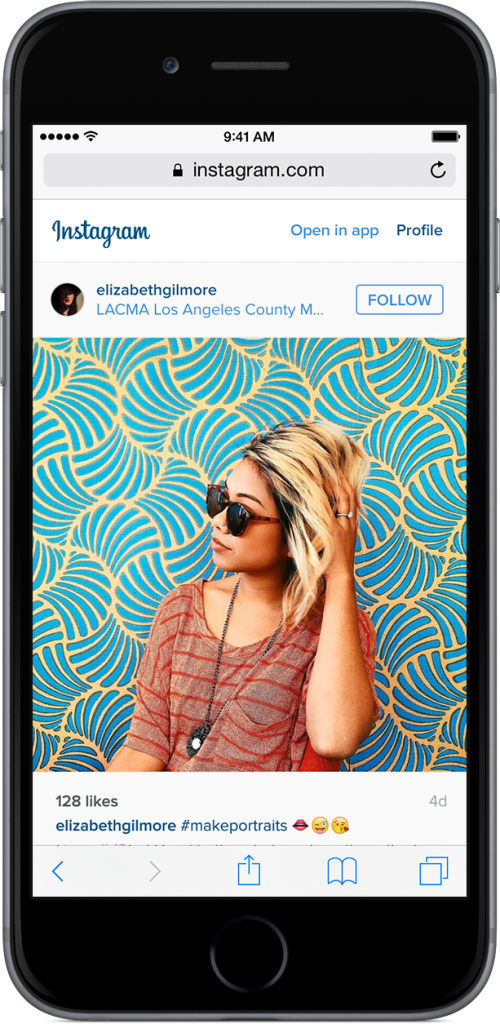 9:41 AM
instagram.com
Instagram
Open in app Profile
elizabethgilmore
LACMA Los Angeles County M...
FOLLOW
128 likes
4d
elizabethgilmore #makeportraits 👄😜😘